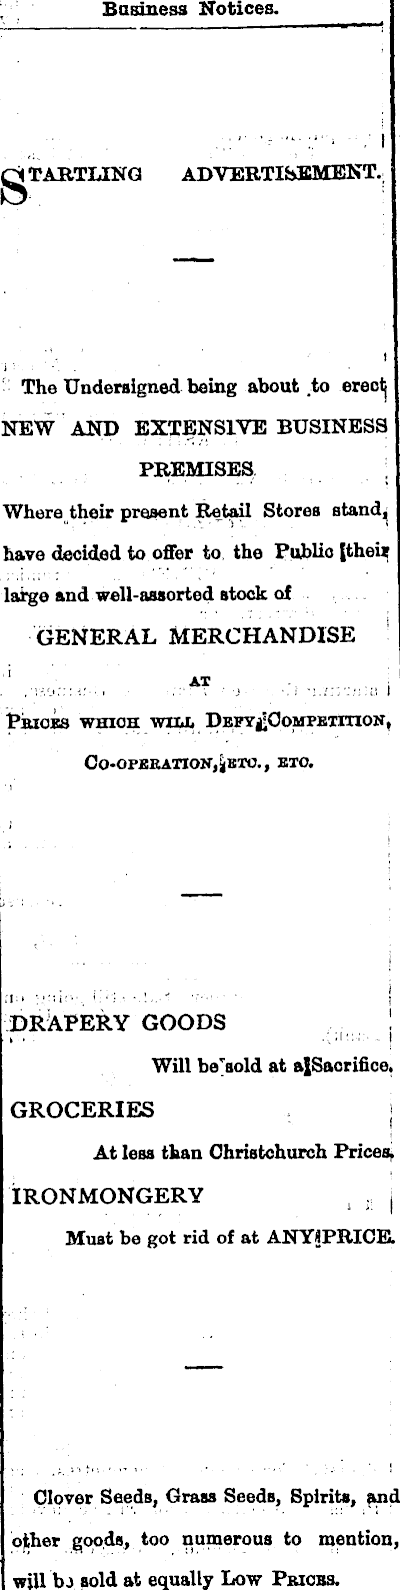 Business Notices.
STARTLING ADVERTISEMENT.
The Undersigned being about to erect
NEW AND EXTENSIVE BUSINESS
PREMISES
Where their present Retail Stores stand,
have decided to offer to the Public their
large and well-assorted stock of
GENERAL MERCHANDISE
AT
PRICES WHICH WILL DEFY COMPETITION,
CO-OPERATION, ETC., ETC.
DRAPERY GOODS
Will be sold at a Sacrifice.
GROCERIES
At less than Christchurch Prices.
IRONMONGERY
Must be got rid of at ANY PRICE.
Clover Seeds, Grass Seeds, Spirits, and
other goods, too numerous to mention,
will be sold at equally LOW PRICES.